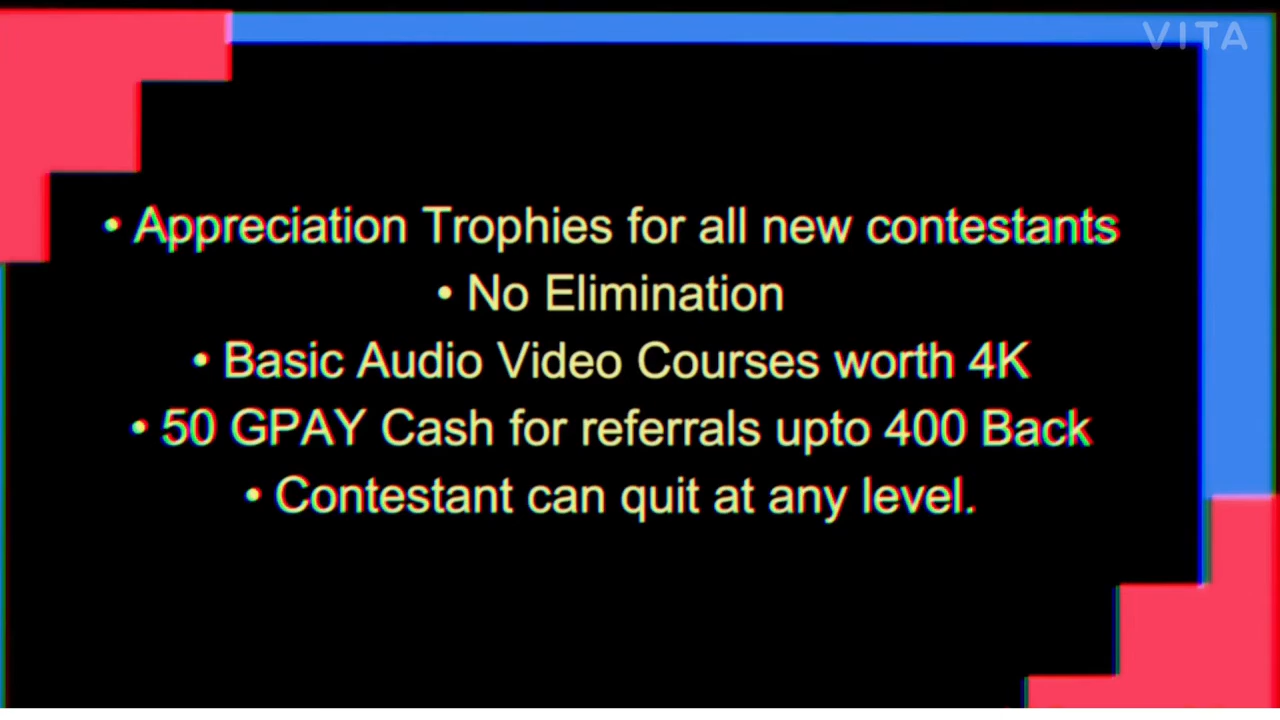 VITA
• Appreciation Trophies for all new contestants
• No Elimination
• Basic Audio Video Courses worth 4K
• 50 GPAY Cash for referrals upto 400 Back
• Contestant can quit at any level.